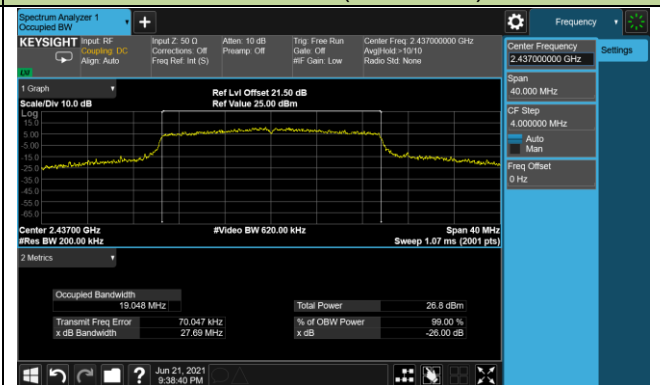 Spectrum Analyzer 1
Occupied BW
+
Frequency
KEYSIGHT
Input: RF
Coupling: DC
Align: Auto
Input Z: 50 Ω
Corrections: Off
Freq Ref: Int (S)
Atten: 10 dB
Preamp: Off
Trig: Free Run
Gate: Off
#IF Gain: Low
Center Freq: 2.437000000 GHz
Avg|Hold:>10/10
Radio Std: None
Center Frequency
2.437000000 GHz
Settings
Span
40.000 MHz
CF Step
4.000000 MHz
Auto
Man
Freq Offset
0 Hz
1 Graph
Scale/Div 10.0 dB
Ref Lvl Offset 21.50 dB
Ref Value 25.00 dBm
Log
15.0
5.00
-5.00
-15.0
-25.0
-35.0
-45.0
-55.0
-65.0
Center 2.43700 GHz
#Res BW 200.00 kHz
#Video BW 620.00 kHz
Span 40 MHz
Sweep 1.07 ms (2001 pts)
2 Metrics
Occupied Bandwidth
19.048 MHz
Total Power 26.8 dBm
Transmit Freq Error 70.047 kHz
% of OBW Power 99.00 %
x dB Bandwidth 27.69 MHz
x dB -26.00 dB
?
Jun 21, 2021
9:38:40 PM